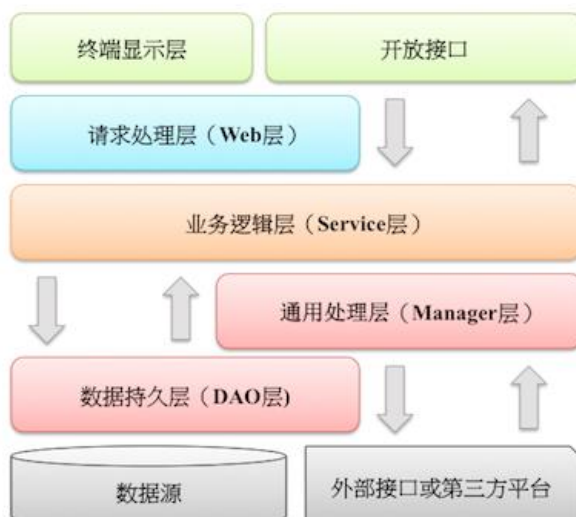 终端显示层
开放接口
请求处理层（Web层）
业务逻辑层（Service层）
通用处理层（Manager层）
数据持久层（DAO层)
数据源
外部接口或第三方平台